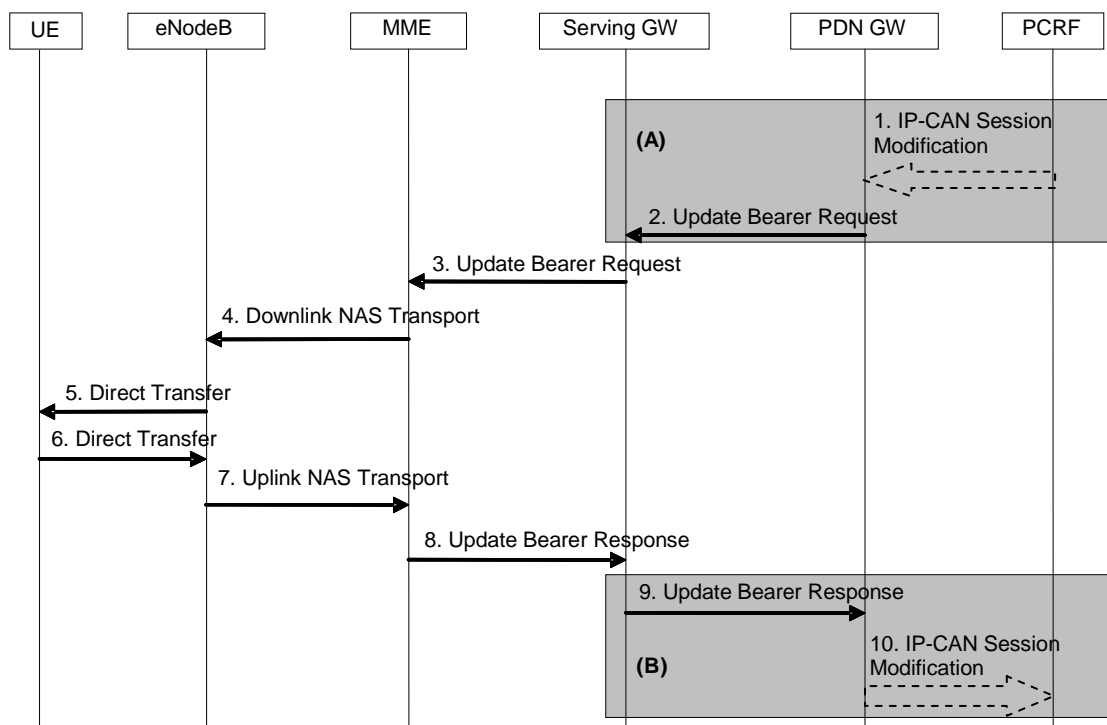 UE
eNodeB
MME
Serving GW
PDN GW
PCRF
(A)
1. IP-CAN Session
Modification
2. Update Bearer Request
3. Update Bearer Request
4. Downlink NAS Transport
5. Direct Transfer
6. Direct Transfer
7. Uplink NAS Transport
8. Update Bearer Response
9. Update Bearer Response
(B)
10. IP-CAN Session
Modification